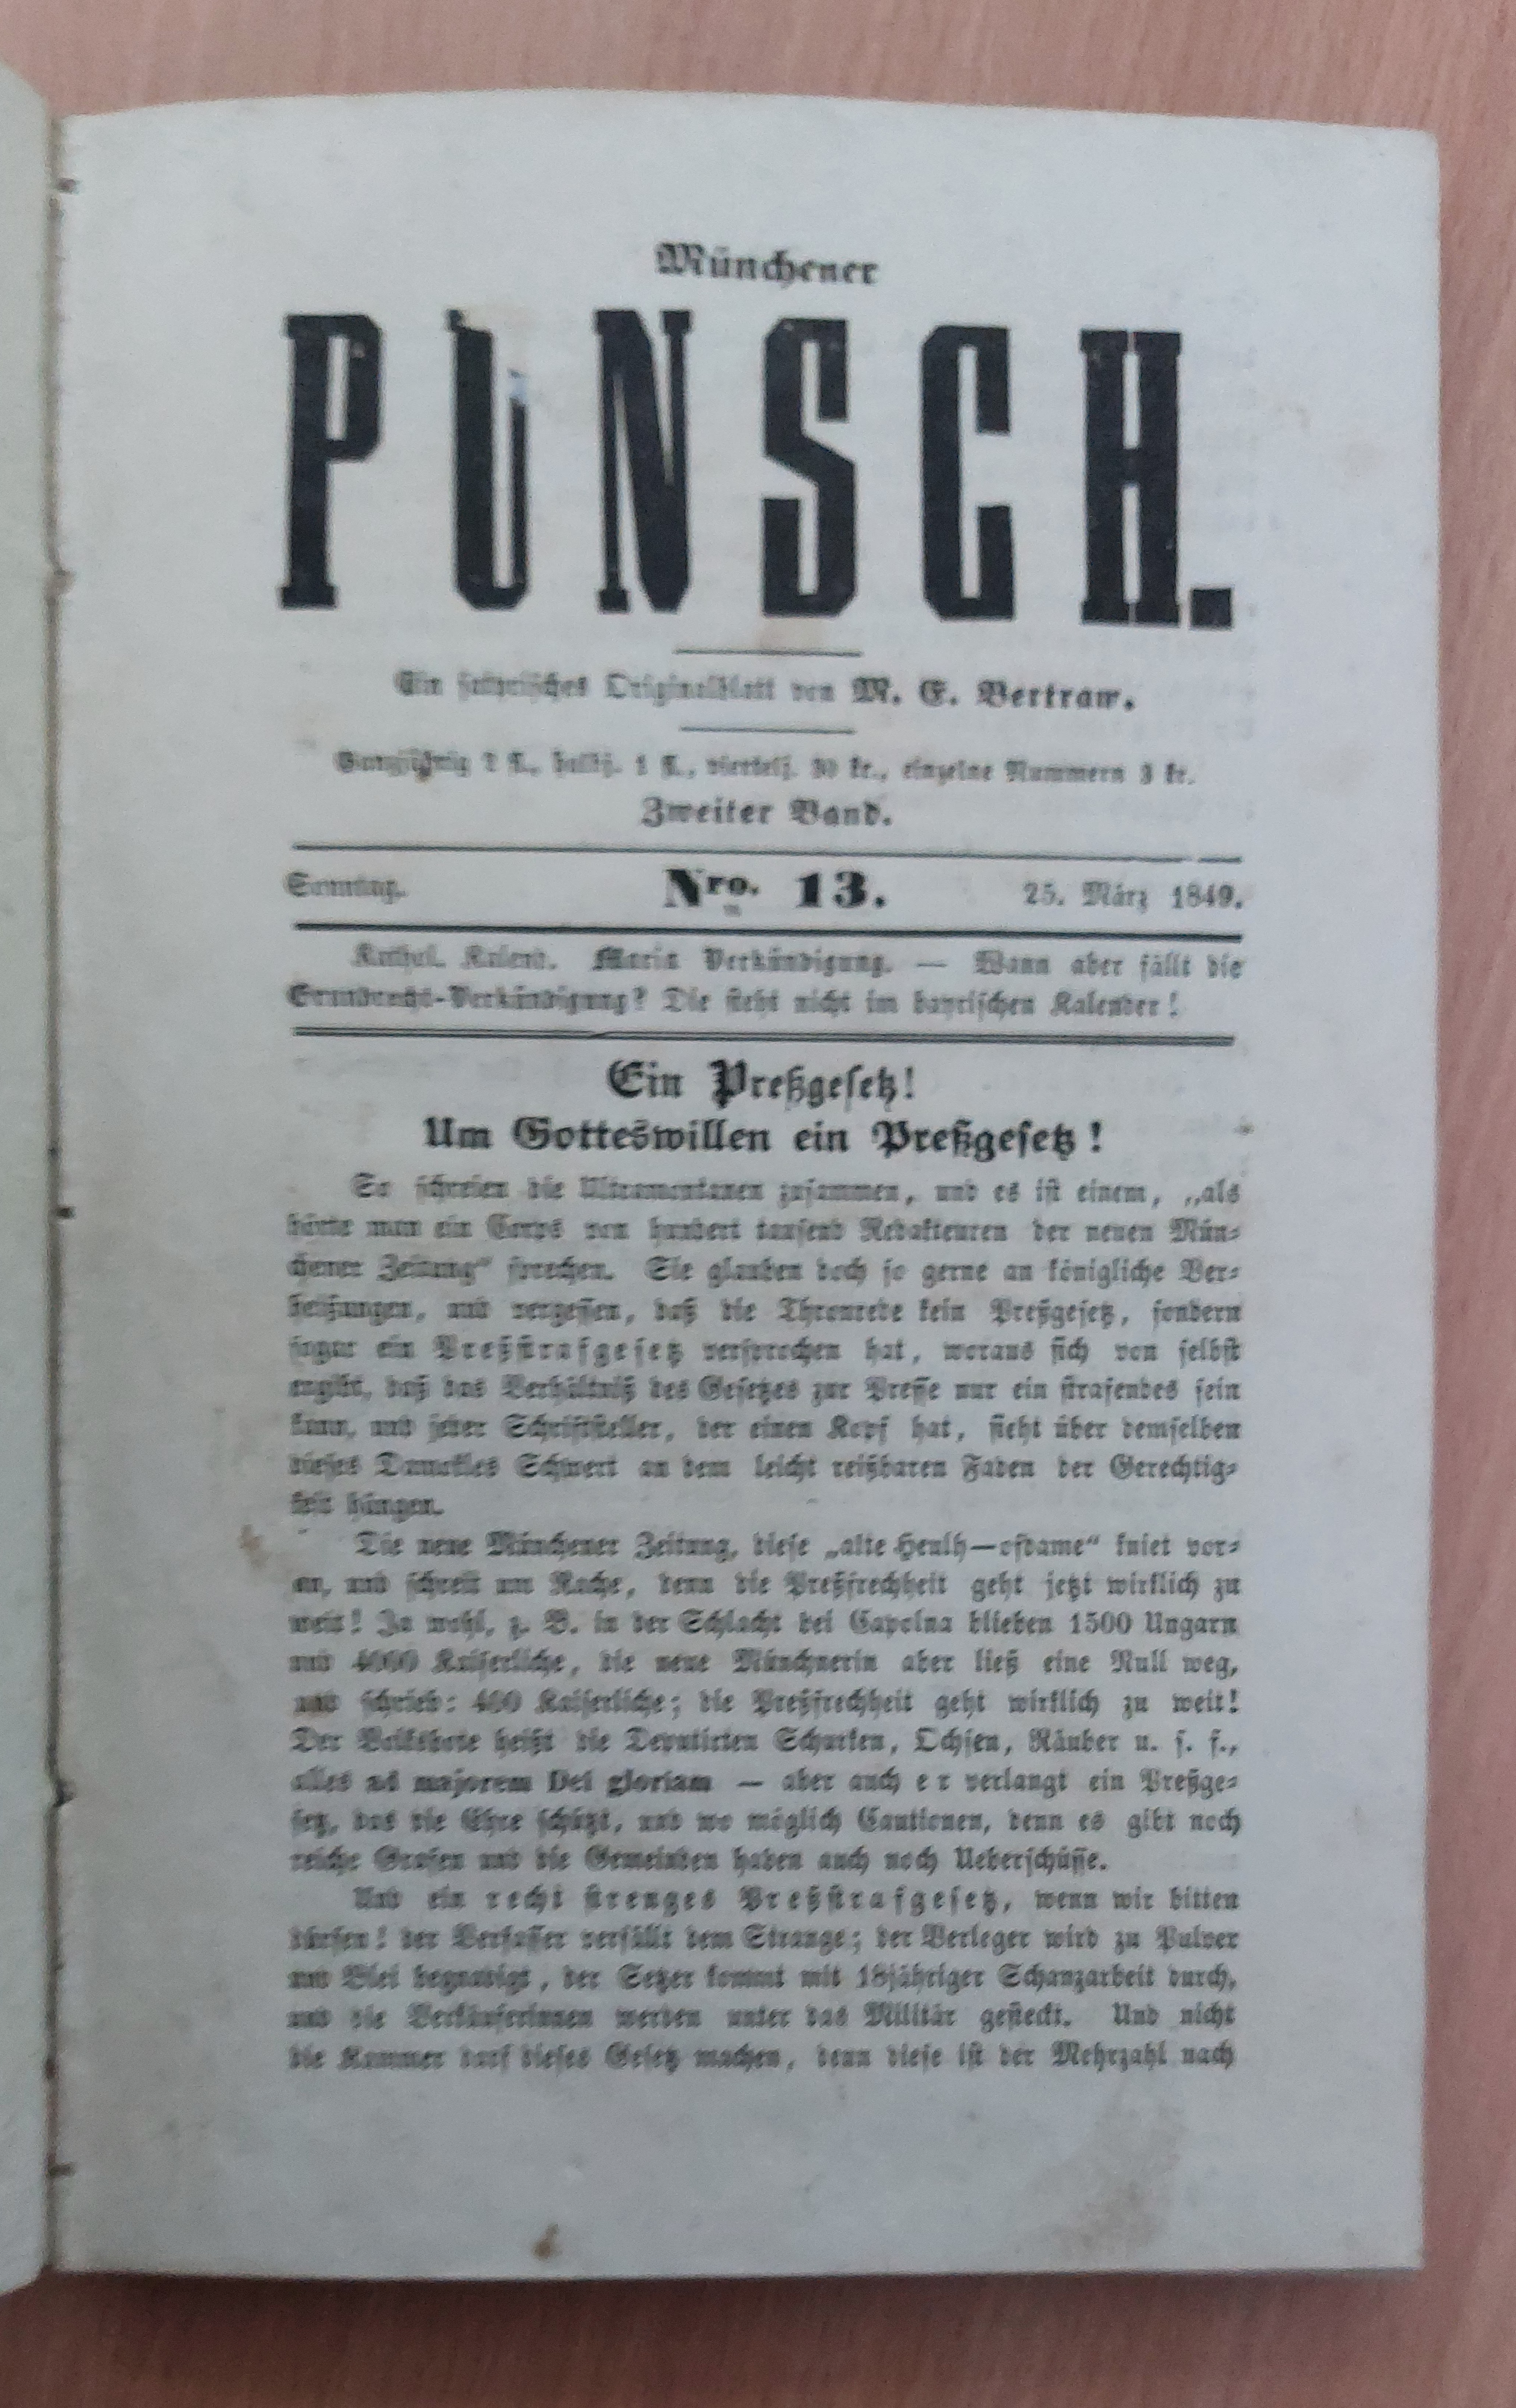 Münchener
PUNSCH.
Ein satyrisches Originalblatt von M. E. Bertram.
Ganzjährig 2 fl., halbj. 1 fl., viertelj. 30 kr., einzelne Nummern 3 kr.
Zweiter Band.
Sonntag. Nro. 13. 25. März 1849.
Kathol. Kalend. Maria Verkündigung. — Wann aber fällt die
Grundrecht-Verkündigung? Die steht nicht im bayrischen Kalender!
Ein Preßgesetz!
Um Gotteswillen ein Preßgesetz!
So schreien die Ultramontanen zusammen, und es ist einem, „als
hörte man ein Corps von hundert tausend Redakteuren der neuen Mün-
chener Zeitung“ sprechen. Sie glauben doch so gerne an königliche Ver-
heißungen, und vergessen, daß die Thronrede kein Preßgesetz, sondern
sogar ein Preßstrafgesetz versprochen hat, woraus sich von selbst
ergibt, daß das Verhältniß des Gesetzes zur Presse nur ein strafendes sein
kann, und jeder Schriftsteller, der einen Kopf hat, sieht über demselben
dieses Damokles Schwert an dem leicht reißbaren Faden der Gerechtig-
keit hängen.
Die neue Münchener Zeitung, diese „alte Heulh—ofdame“ kniet vor-
an, und schreit um Rache, denn die Preßfrechheit geht jetzt wirklich zu
weit! Ja wohl, z. B. in der Schlacht bei Capolna blieben 1500 Ungarn
und 4000 Kaiserliche, die neue Münchnerin aber ließ eine Null weg,
und schrieb: 400 Kaiserliche; die Preßfrechheit geht wirklich zu weit!
Der Volksbote heißt die Deputirten Schurken, Ochsen, Räuber u. s. f.,
alles ad majorem Dei gloriam — aber auch er verlangt ein Preßge-
setz, das die Ehre schützt, und wo möglich Cautionen, denn es gibt noch
reiche Grafen und die Gemeinden haben auch noch Ueberschüsse.
Und ein recht strenges Preßstrafgesetz, wenn wir bitten
dürfen! der Verfasser verfällt dem Strange; der Verleger wird zu Pulver
und Blei begnadigt, der Setzer kommt mit 18jähriger Schanzarbeit durch,
und die Verkäuferinnen werden unter das Militär gesteckt. Und nicht
die Kammer darf dieses Gesetz machen, denn diese ist der Mehrzahl nach